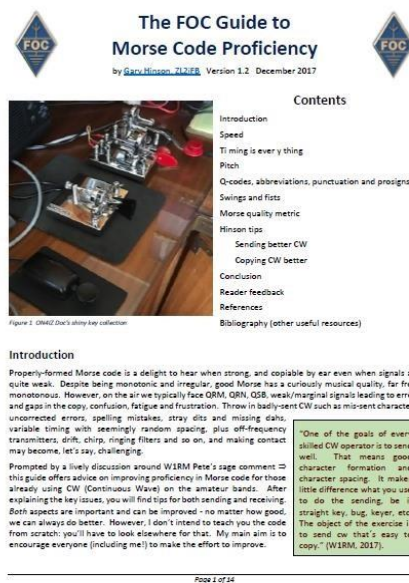 FOC
FOC
The FOC Guide to
Morse Code Proficiency
by Gary Hinson, ZL2iFB Version 1.2 December 2017
Contents
Introduction
Speed
Ti ming is ever y thing
Pitch
Q-codes, abbreviations, punctuation and prosigns
Swings and fists
Morse quality metric
Hinson tips
Sending better CW
Copying CW better
Conclusion
Reader feedback
References
Bibliography (other useful resources)
Figure 1 ON4IZ Doc's shiny key collection
Introduction
Properly-formed Morse code is a delight to hear when strong, and copiable by ear even when signals a
quite weak. Despite being monotonic and irregular, good Morse has a curiously musical quality, far fr
monotonous. However, on the air we typically face QRM, QRN, QSB, weak/marginal signals leading to erro
and gaps in the copy, confusion, fatigue and frustration. Throw in badly-sent CW such as mis-sent character
uncorrected errors, spelling mistakes, stray dits and missing dahs,
variable timing with seemingly random spacing, plus off-frequency
transmitters, drift, chirp, ringing filters and so on, and making contact
may become, let's say, challenging.
Prompted by a lively discussion around W1RM Pete's sage comment ⇒
this guide offers advice on improving proficiency in Morse code for those
already using CW (Continuous Wave) on the amateur bands. After
explaining the key issues, you will find tips for both sending and receiving.
Both aspects are important and can be improved - no matter how good,
we can always do better. However, I don't intend to teach you the code
from scratch: you'll have to look elsewhere for that. My main aim is to
encourage everyone (including me!) to make the effort to improve.
"One of the goals of ever
skilled CW operator is to send
well. That means good
character formation and
character spacing. It make
little difference what you use
to do the sending, be i
straight key, bug, keyer, etc
The object of the exercise i
to send cw that's easy to
copy." (W1RM, 2017).
Page 1 of 14